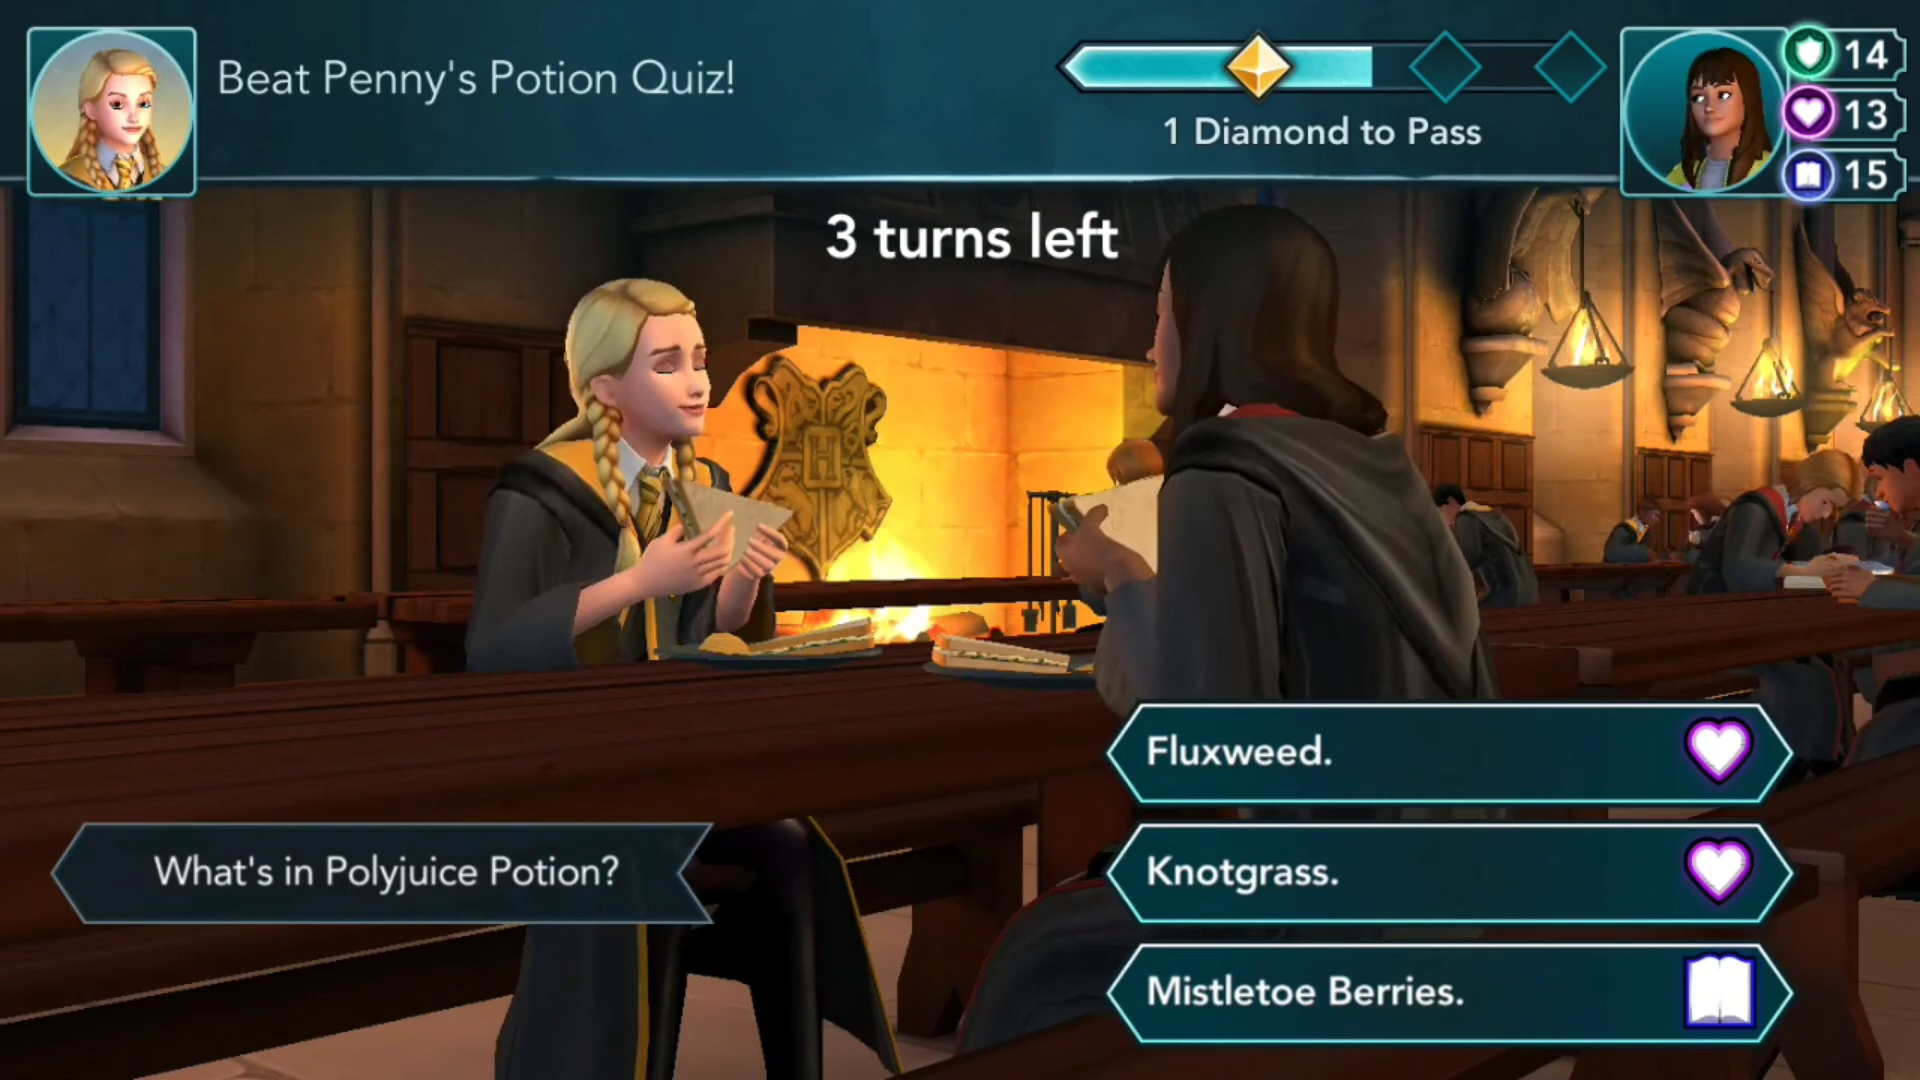 Beat Penny's Potion Quiz!
1 Diamond to Pass
14
13
15
3 turns left
H
What's in Polyjuice Potion?
Fluxweed.
Knotgrass.
Mistletoe Berries.